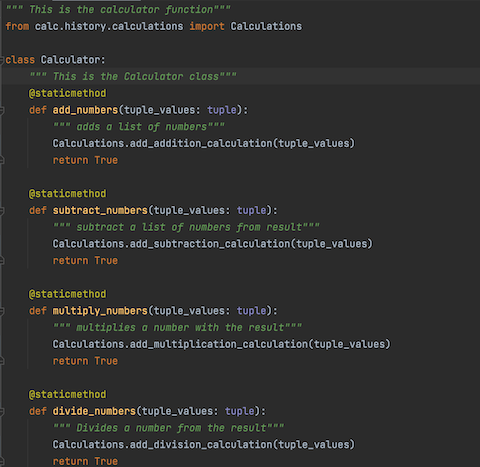 """ This is the calculator function"""
from calc.history.calculations import Calculations

class Calculator:
    """ This is the Calculator class"""
    @staticmethod
    def add_numbers(tuple_values: tuple):
        """ adds a list of numbers"""
        Calculations.add_addition_calculation(tuple_values)
        return True

    @staticmethod
    def subtract_numbers(tuple_values: tuple):
        """ subtract a list of numbers from result"""
        Calculations.add_subtraction_calculation(tuple_values)
        return True

    @staticmethod
    def multiply_numbers(tuple_values: tuple):
        """ multiplies a number with the result"""
        Calculations.add_multiplication_calculation(tuple_values)
        return True

    @staticmethod
    def divide_numbers(tuple_values: tuple):
        """ Divides a number from the result"""
        Calculations.add_division_calculation(tuple_values)
        return True